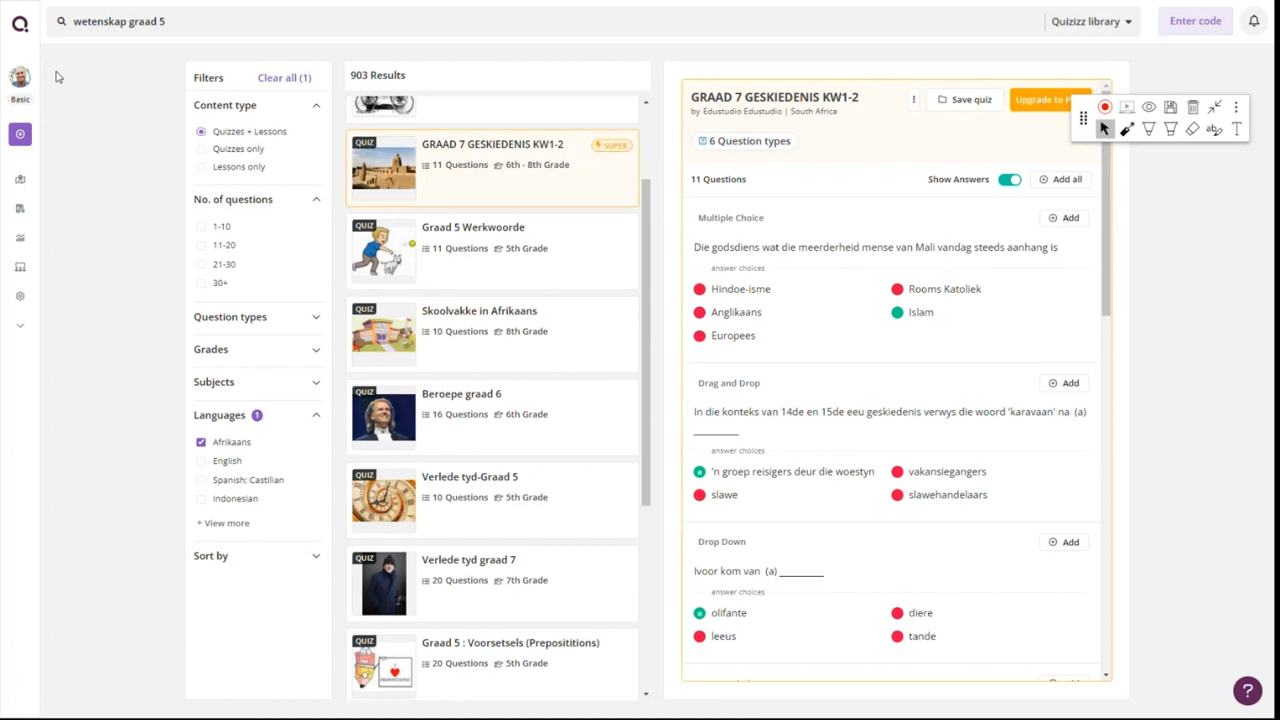 wetenskap graad 5
Quizizz library
Enter code
Basic
Filters
Clear all (1)
Content type
Quizzes + Lessons
Quizzes only
Lessons only
No. of questions
1-10
11-20
21-30
30+
Question types
Grades
Subjects
Languages 1
Afrikaans
English
Spanish; Castilian
Indonesian
+ View more
Sort by
903 Results
QUIZ
GRAAD 7 GESKIEDENIS KW1-2
SUPER
11 Questions 6th - 8th Grade
QUIZ
Graad 5 Werkwoorde
11 Questions 5th Grade
QUIZ
Skoolvakke in Afrikaans
10 Questions 8th Grade
QUIZ
Beroepe graad 6
16 Questions 6th Grade
QUIZ
Verlede tyd-Graad 5
10 Questions 5th Grade
QUIZ
Verlede tyd graad 7
20 Questions 7th Grade
QUIZ
Graad 5 : Voorsetsels (Preposititions)
20 Questions 5th Grade
GRAAD 7 GESKIEDENIS KW1-2
by Edustudio Edustudio | South Africa
Save quiz
Upgrade to
6 Question types
11 Questions
Show Answers
Add all
Multiple Choice
Add
Die godsdiens wat die meerderheid mense van Mali vandag steeds aanhang is
answer choices
Hindoe-isme
Rooms Katoliek
Anglikaans
Islam
Europees
Drag and Drop
Add
In die konteks van 14de en 15de eeu geskiedenis verwys die woord 'karavaan' na (a)
________
answer choices
a 'n groep reisigers deur die woestyn
vakansiegangers
slawe
slawehandelaars
Drop Down
Add
Ivoor kom van (a) ________
answer choices
a olifante
diere
leeus
tande
?